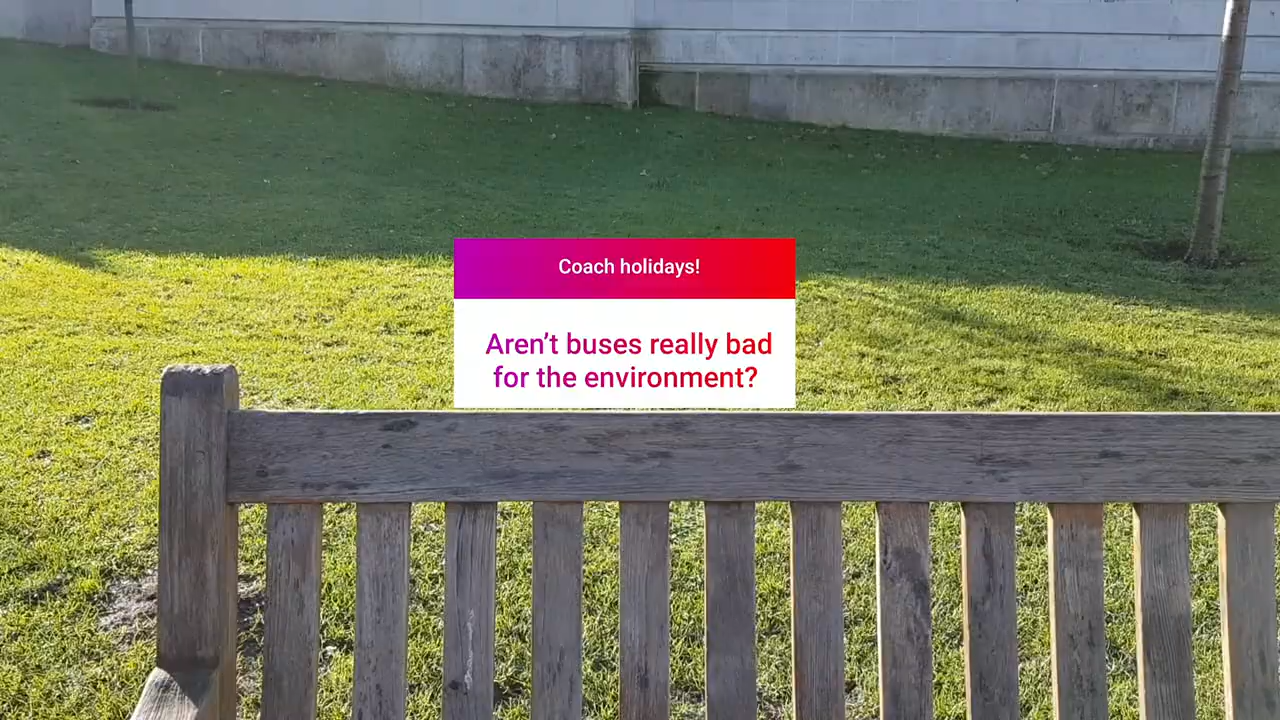 Coach holidays!
Aren’t buses really bad
for the environment?